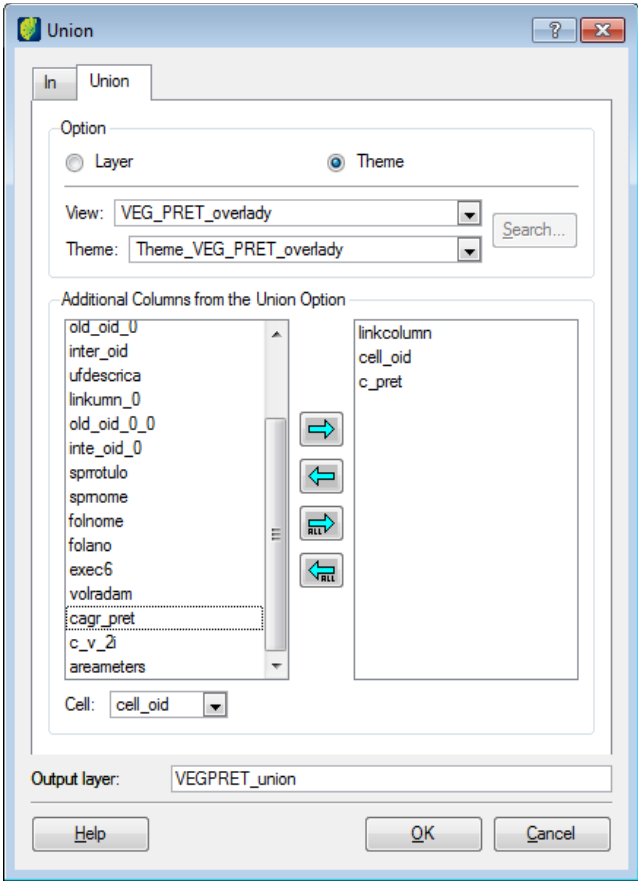 Union
In Union
Option
Layer Theme
View: VEG_PRET_overlady
Search...
Theme: Theme_VEG_PRET_overlady
Additional Columns from the Union Option
old_oid_0
inter_oid
ufdescrica
linkumn_0
old_oid_0_0
inte_oid_0
sprrotulo
sprnome
folnome
folano
exec6
volradam
cagr_pret
c_v_2i
areameters
linkcolumn
cell_oid
c_pret
ALL
ALL
Cell: cell_oid
Output layer: VEGPRET_union
Help OK Cancel